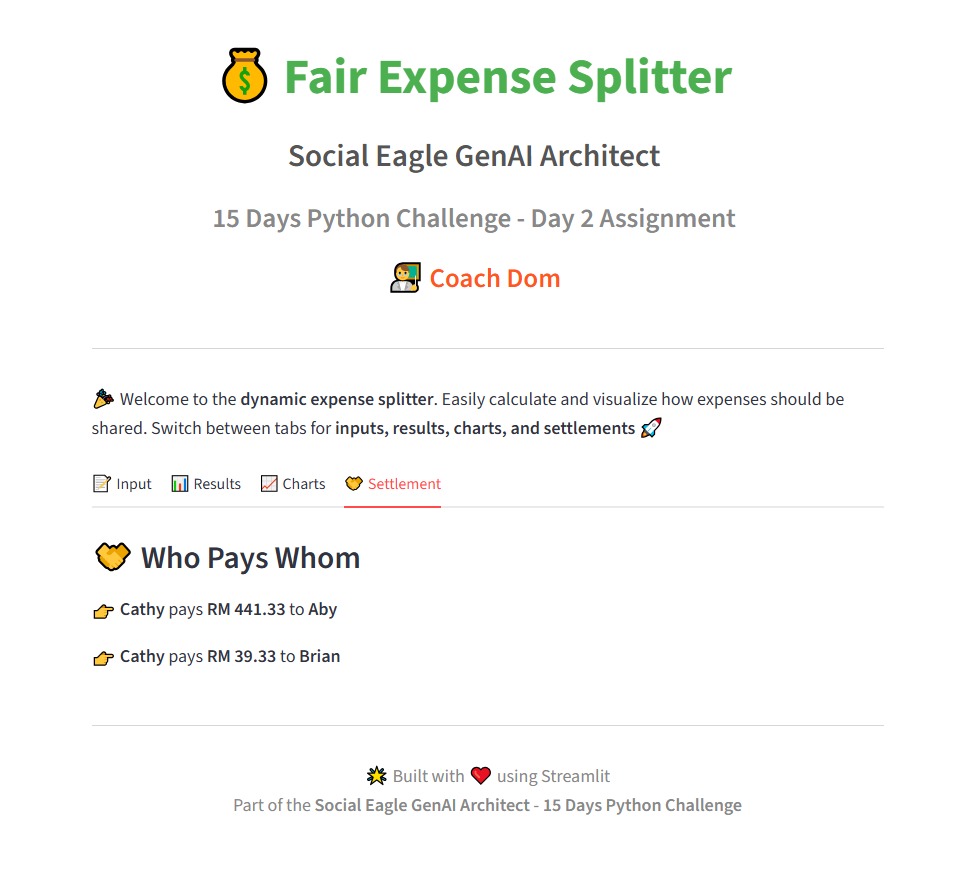 💰 Fair Expense Splitter
Social Eagle GenAI Architect
15 Days Python Challenge - Day 2 Assignment
👨‍🏫 Coach Dom
🎉 Welcome to the dynamic expense splitter. Easily calculate and visualize how expenses should be
shared. Switch between tabs for inputs, results, charts, and settlements 🚀
📝 Input 📊 Results 📈 Charts 🤝 Settlement
🤝 Who Pays Whom
👉 Cathy pays RM 441.33 to Aby
👉 Cathy pays RM 39.33 to Brian
🌟 Built with ❤️ using Streamlit
Part of the Social Eagle GenAI Architect - 15 Days Python Challenge